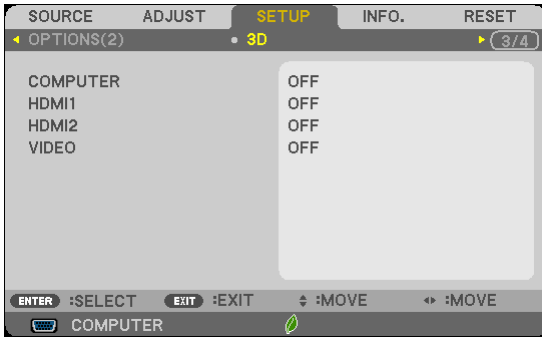 SOURCE ADJUST SETUP INFO. RESET
OPTIONS(2) • 3D 3/4
COMPUTER OFF
HDMI1 OFF
HDMI2 OFF
VIDEO OFF
ENTER :SELECT EXIT :EXIT :MOVE :MOVE
COMPUTER